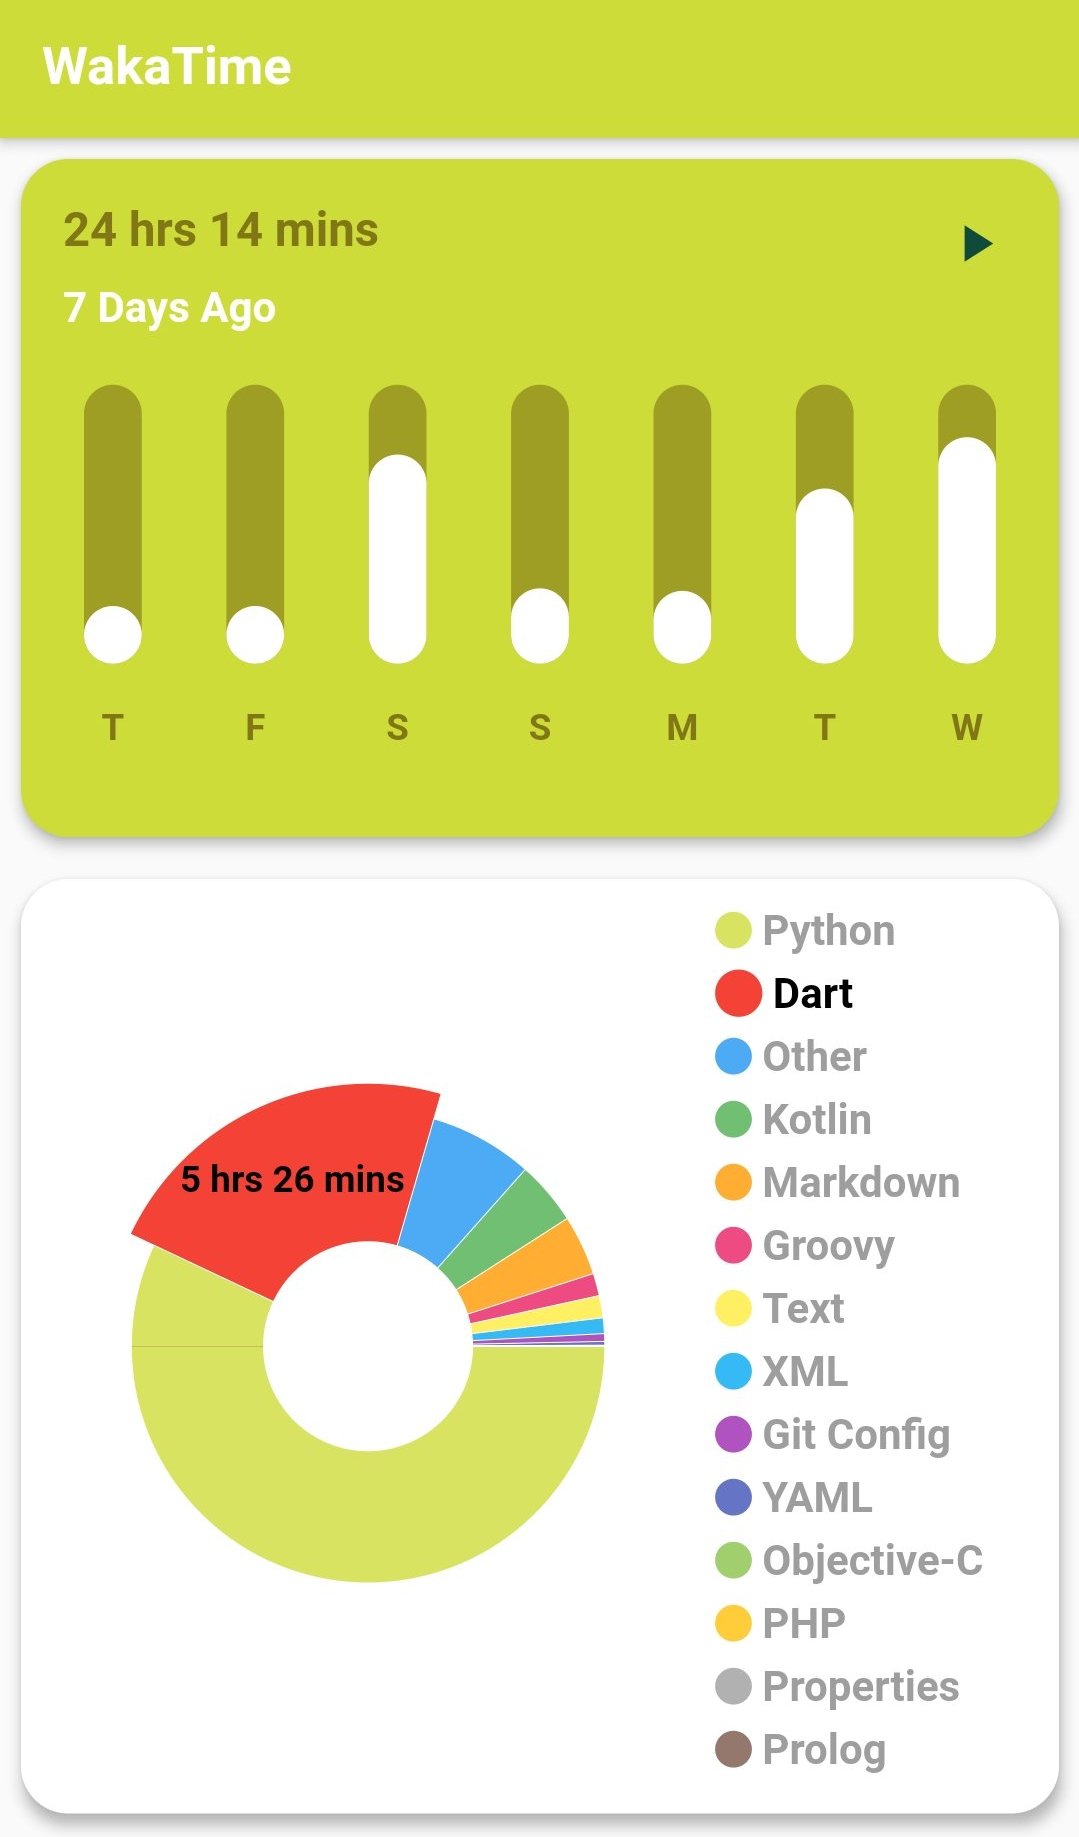 WakaTime
24 hrs 14 mins
7 Days Ago
T F S S M T W
Python
Dart
Other
Kotlin
Markdown
Groovy
Text
XML
Git Config
YAML
Objective-C
PHP
Properties
Prolog
5 hrs 26 mins